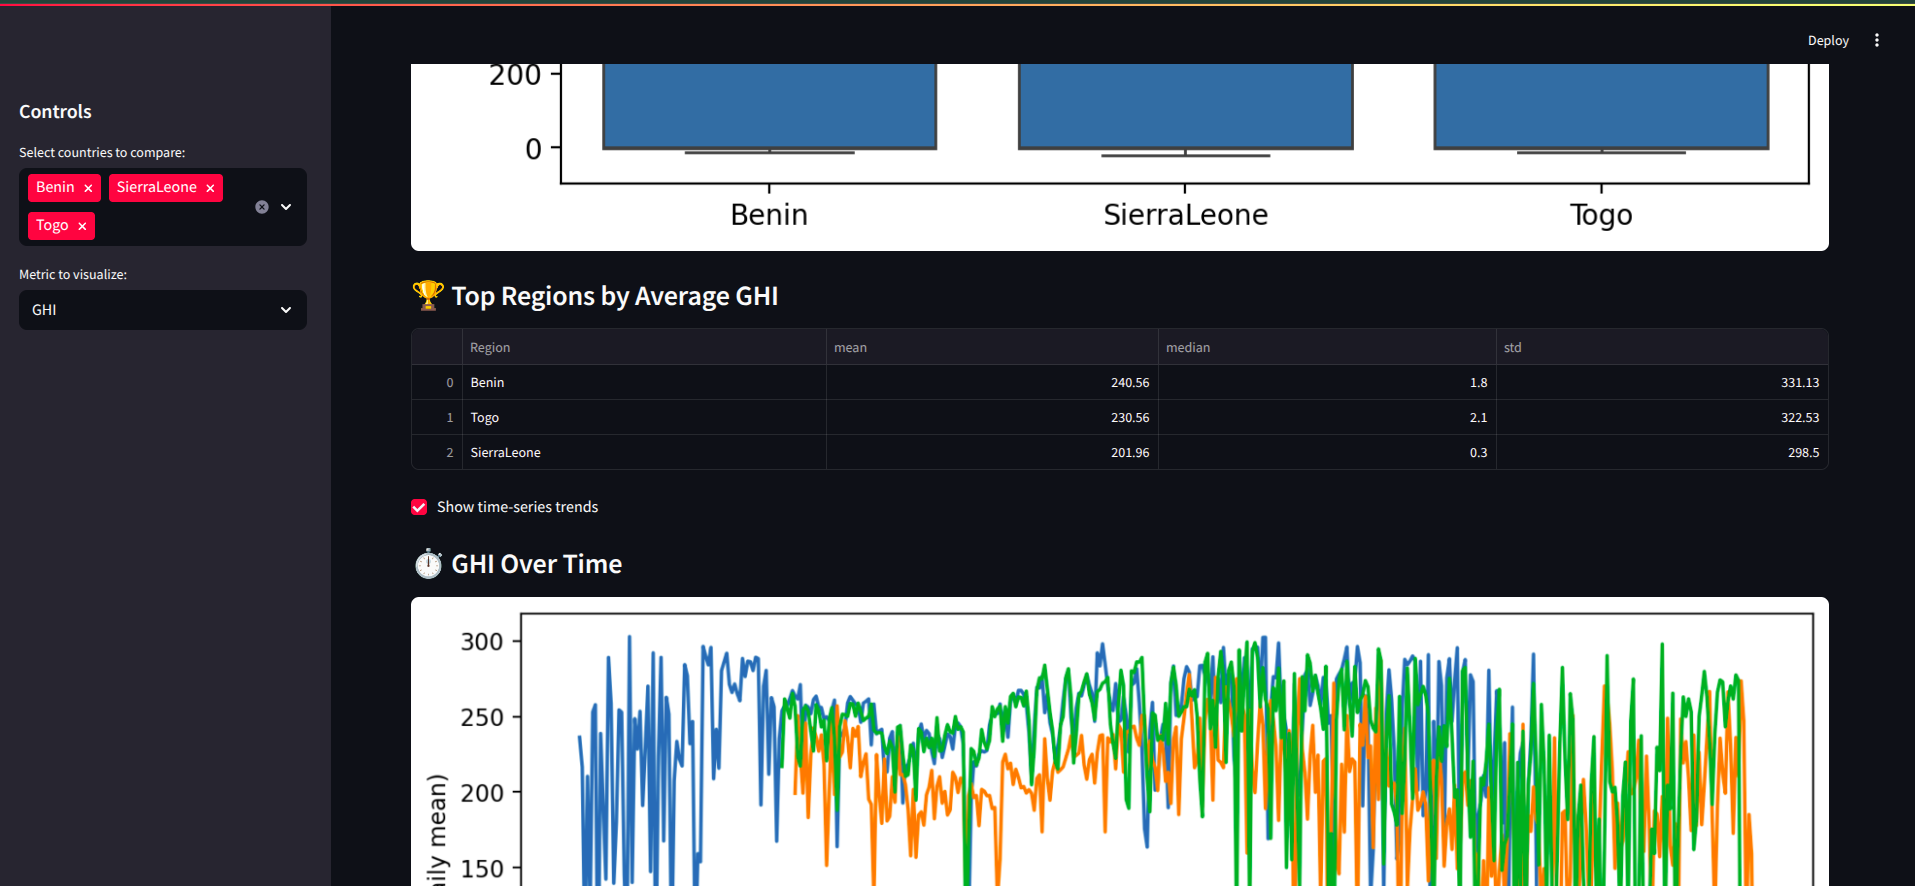 Deploy
Controls
Select countries to compare:
Benin × SierraLeone ×
Togo ×
Metric to visualize:
GHI
200
0
Benin SierraLeone Togo
🏆 Top Regions by Average GHI
Region mean median std
0 Benin 240.56 1.8 331.13
1 Togo 230.56 2.1 322.53
2 SierraLeone 201.96 0.3 298.5
Show time-series trends
⏱️ GHI Over Time
300
250
200
150
mean)